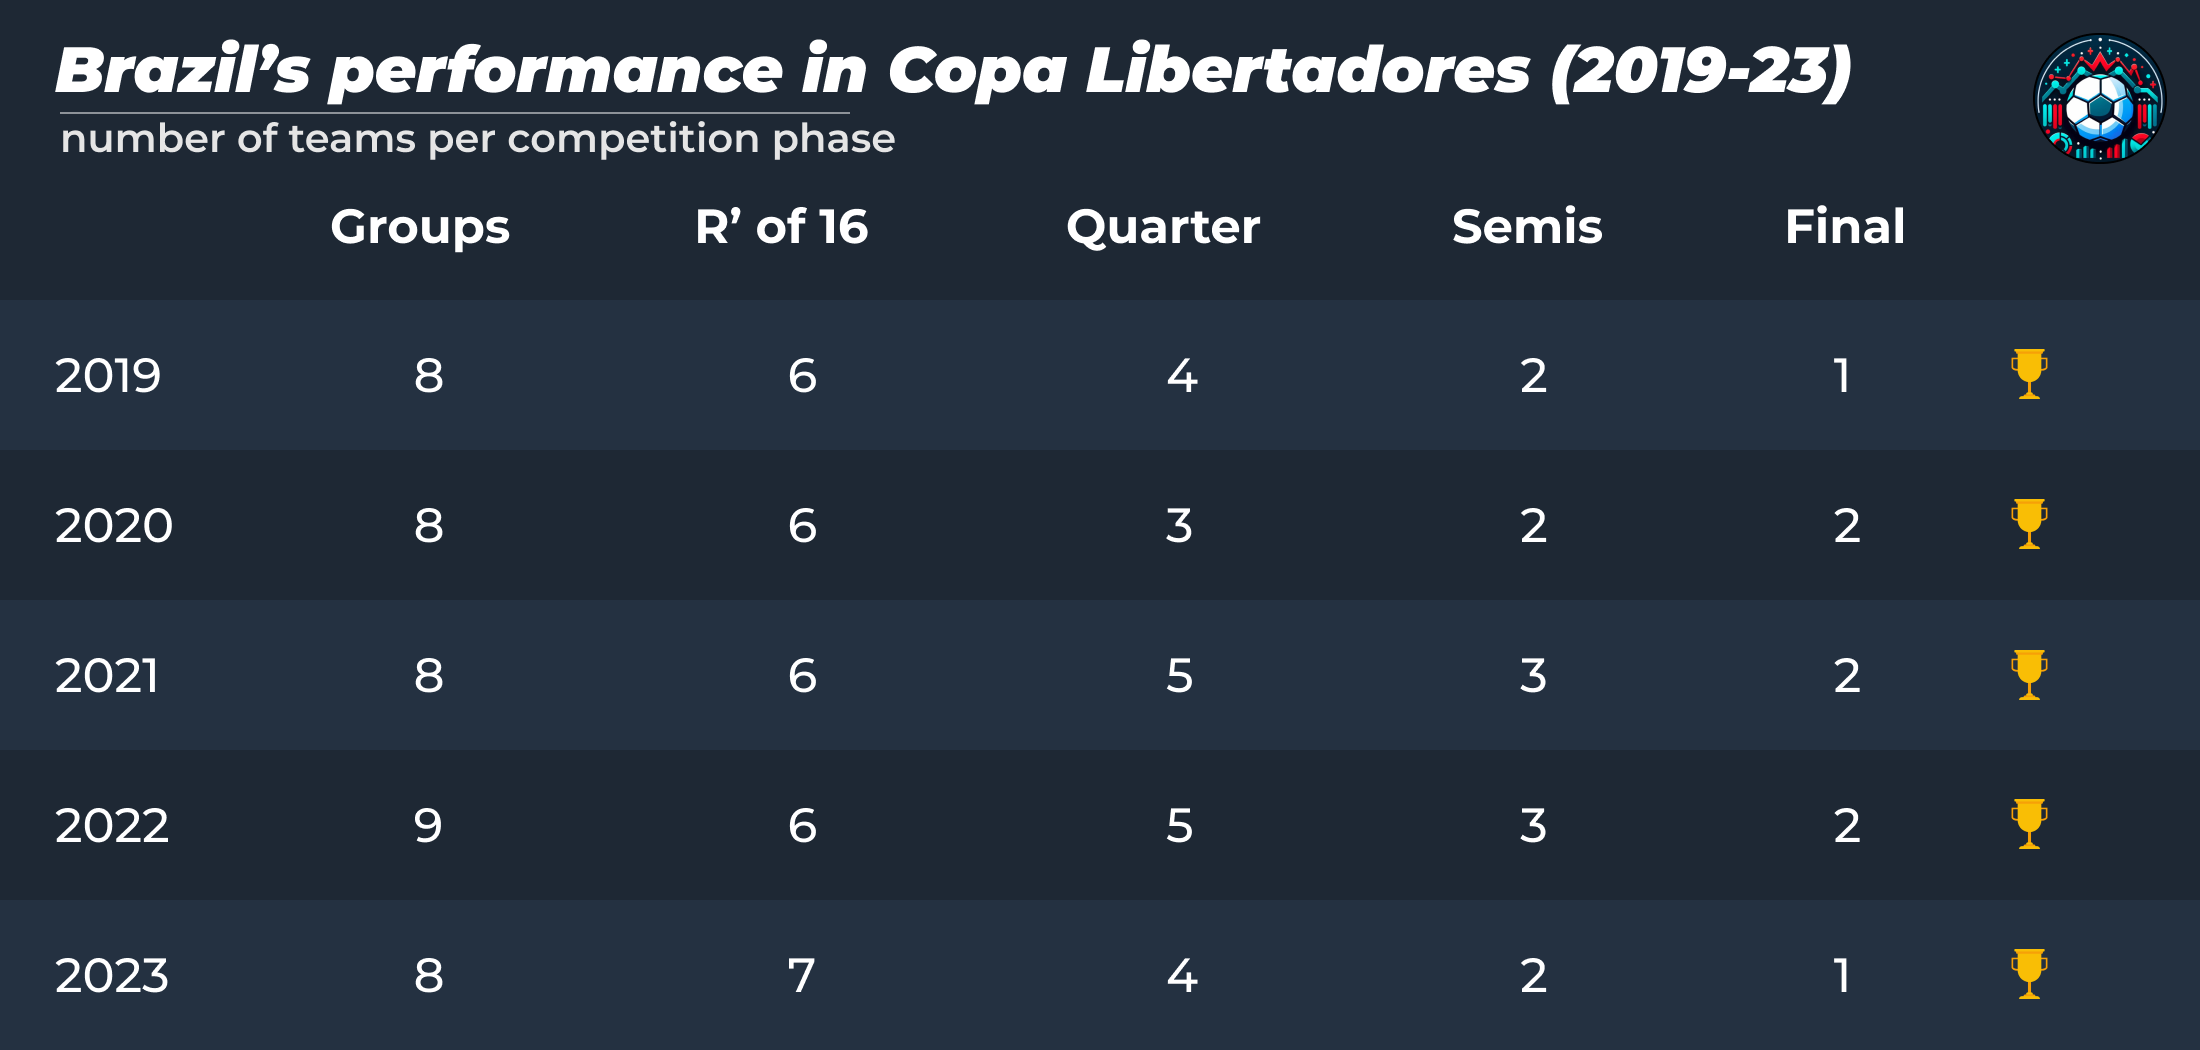 Brazil’s performance in Copa Libertadores (2019-23)
number of teams per competition phase
Groups R’ of 16 Quarter Semis Final
2019 8 6 4 2 1
2020 8 6 3 2 2
2021 8 6 5 3 2
2022 9 6 5 3 2
2023 8 7 4 2 1